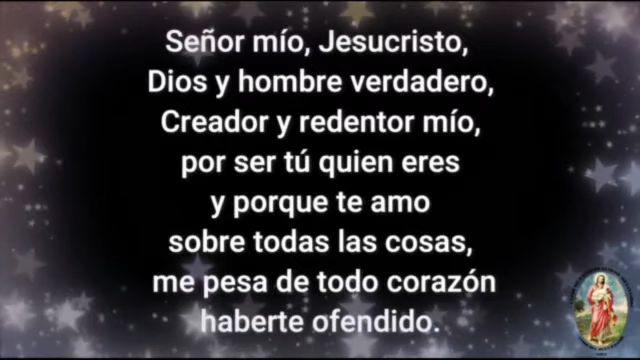 Señor mío, Jesucristo,
Dios y hombre verdadero,
Creador y redentor mío,
por ser tú quien eres
y porque te amo
sobre todas las cosas,
me pesa de todo corazón
haberte ofendido.